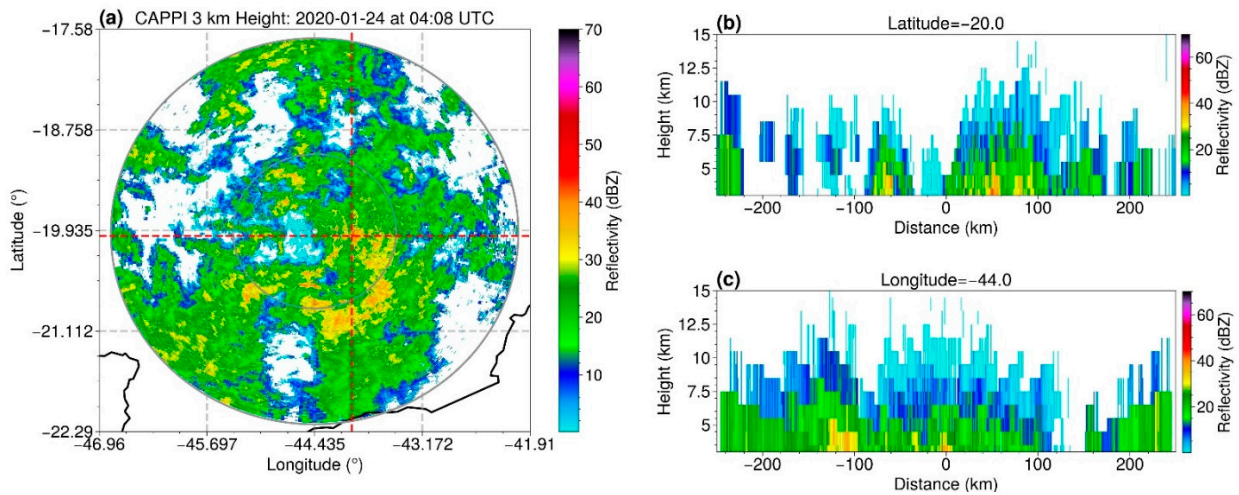 (a) CAPPI 3 km Height: 2020-01-24 at 04:08 UTC
−17.58
−18.758
−19.935
−21.112
−22.29
Latitude (°)
−46.96 −45.697 −44.435 −43.172 −41.91
Longitude (°)
70
60
50
40
30
20
10
Reflectivity (dBZ)
(b) Latitude=−20.0
15
12.5
10
7.5
5
Height (km)
−200 −100 0 100 200
Distance (km)
60
40
20
Reflectivity (dBZ)
(c) Longitude=−44.0
15
12.5
10
7.5
5
Height (km)
−200 −100 0 100 200
Distance (km)
60
40
20
Reflectivity (dBZ)